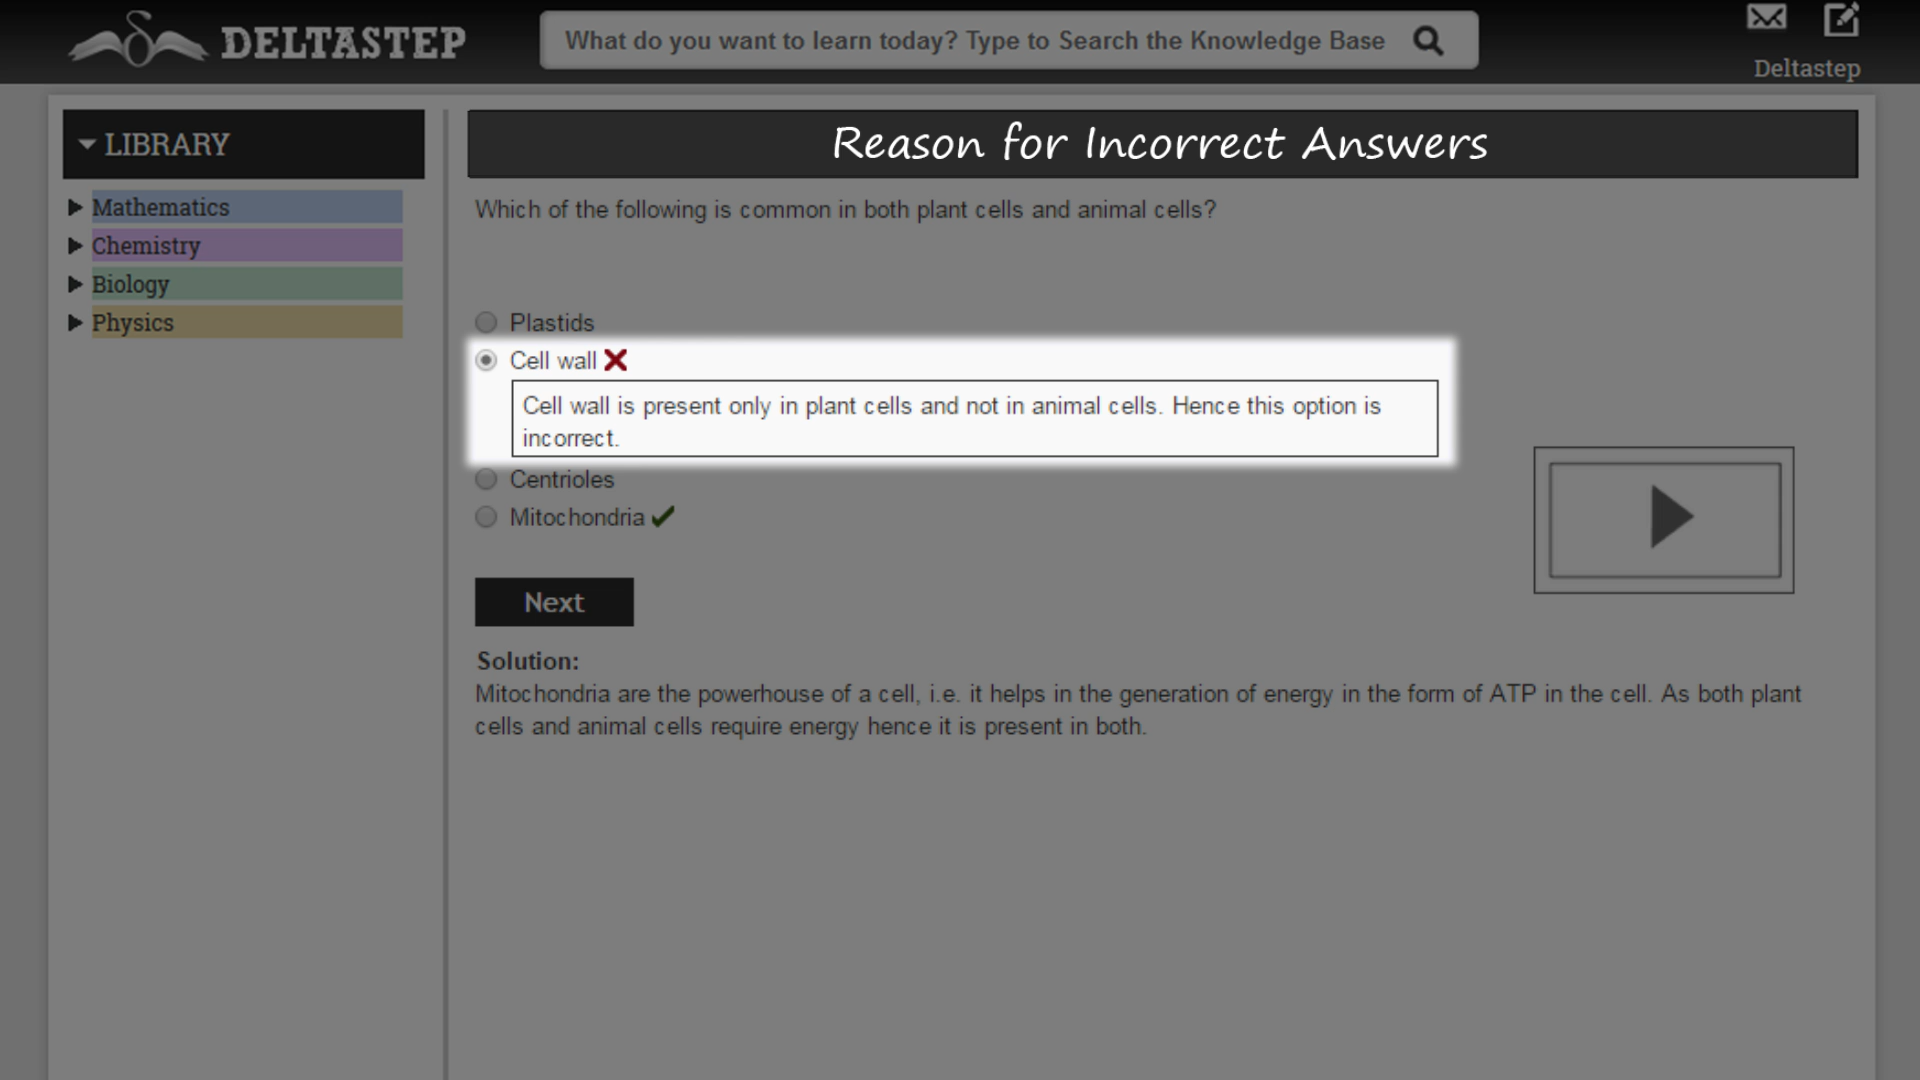 DELTASTEP
What do you want to learn today? Type to Search the Knowledge Base
Deltastep
LIBRARY
Mathematics
Chemistry
Biology
Physics
Reason for Incorrect Answers
Which of the following is common in both plant cells and animal cells?
Plastids
Cell wall
Cell wall is present only in plant cells and not in animal cells. Hence this option is
incorrect.
Centrioles
Mitochondria
Next
Solution:
Mitochondria are the powerhouse of a cell, i.e. it helps in the generation of energy in the form of ATP in the cell. As both plant
cells and animal cells require energy hence it is present in both.